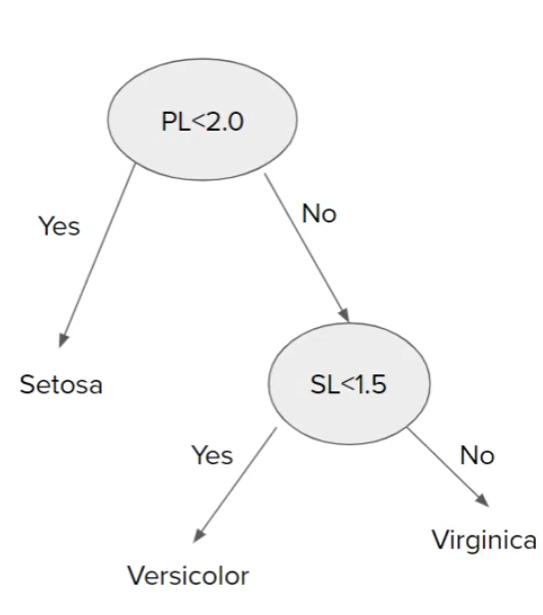 PL<2.0
Yes
No
Setosa
SL<1.5
Yes
No
Virginica
Versicolor